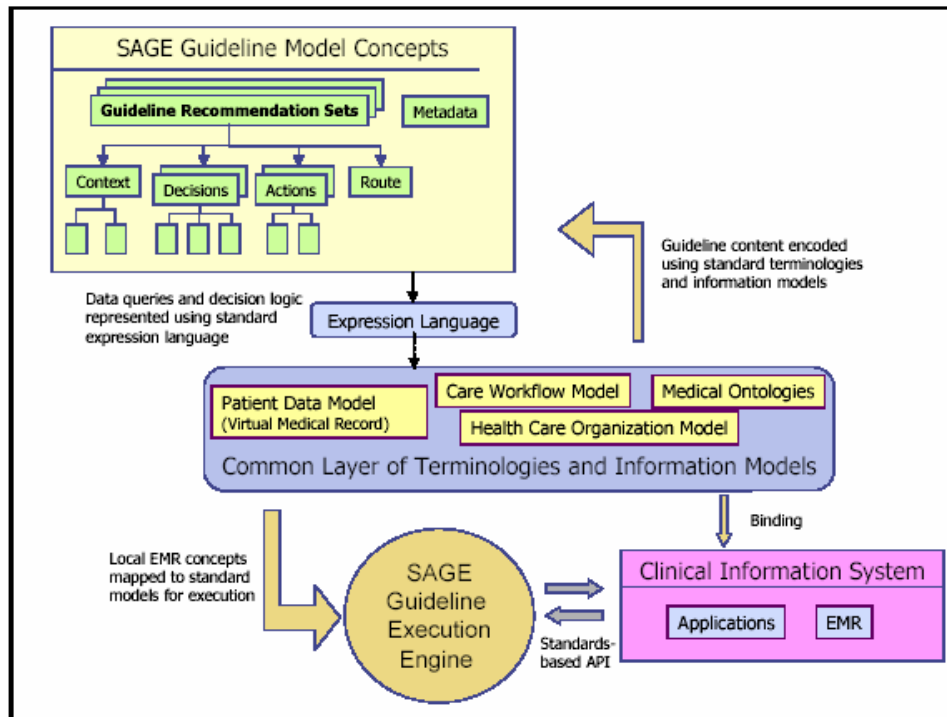 SAGE Guideline Model Concepts
Guideline Recommendation Sets
Metadata
Context
Decisions
Actions
Route
Guideline content encoded
using standard terminologies
and information models
Data queries and decision logic
represented using standard
expression language
Expression Language
Patient Data Model
(Virtual Medical Record)
Care Workflow Model
Medical Ontologies
Health Care Organization Model
Common Layer of Terminologies and Information Models
Binding
Local EMR concepts
mapped to standard
models for execution
SAGE
Guideline
Execution
Engine
Standards-
based API
Clinical Information System
Applications
EMR